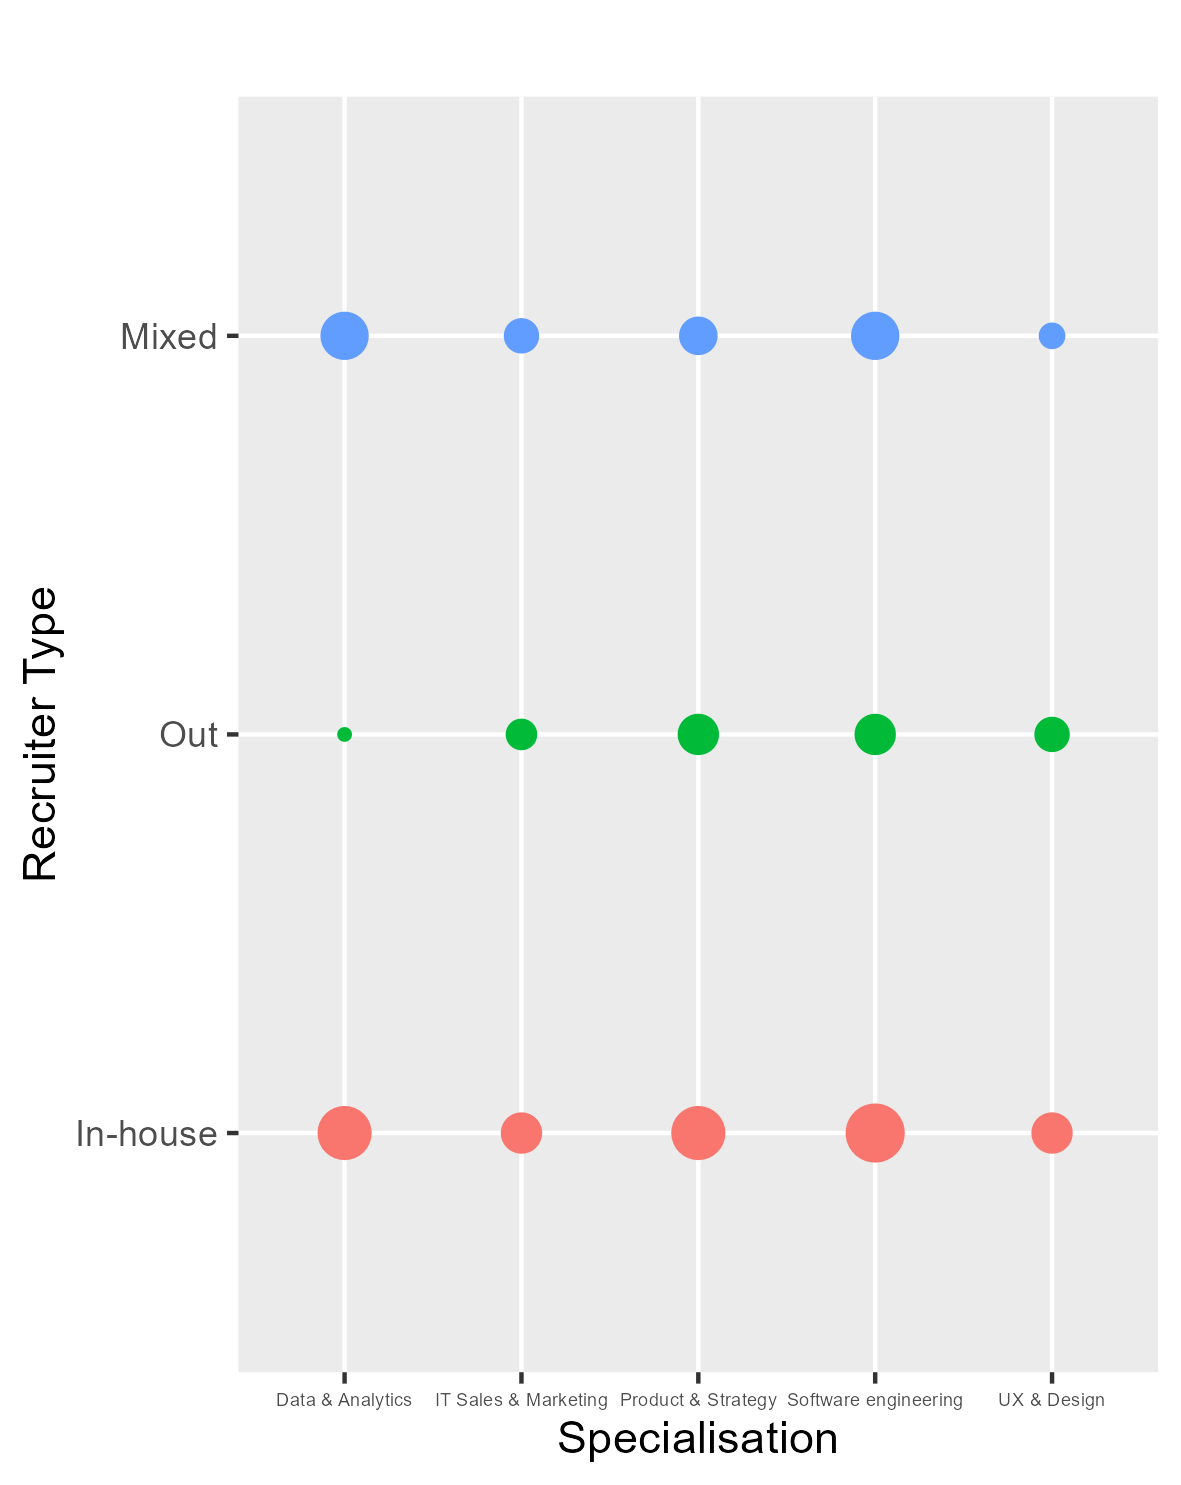 Recruiter Type
Mixed
Out
In-house
Data & Analytics
IT Sales & Marketing
Product & Strategy
Software engineering
UX & Design
Specialisation